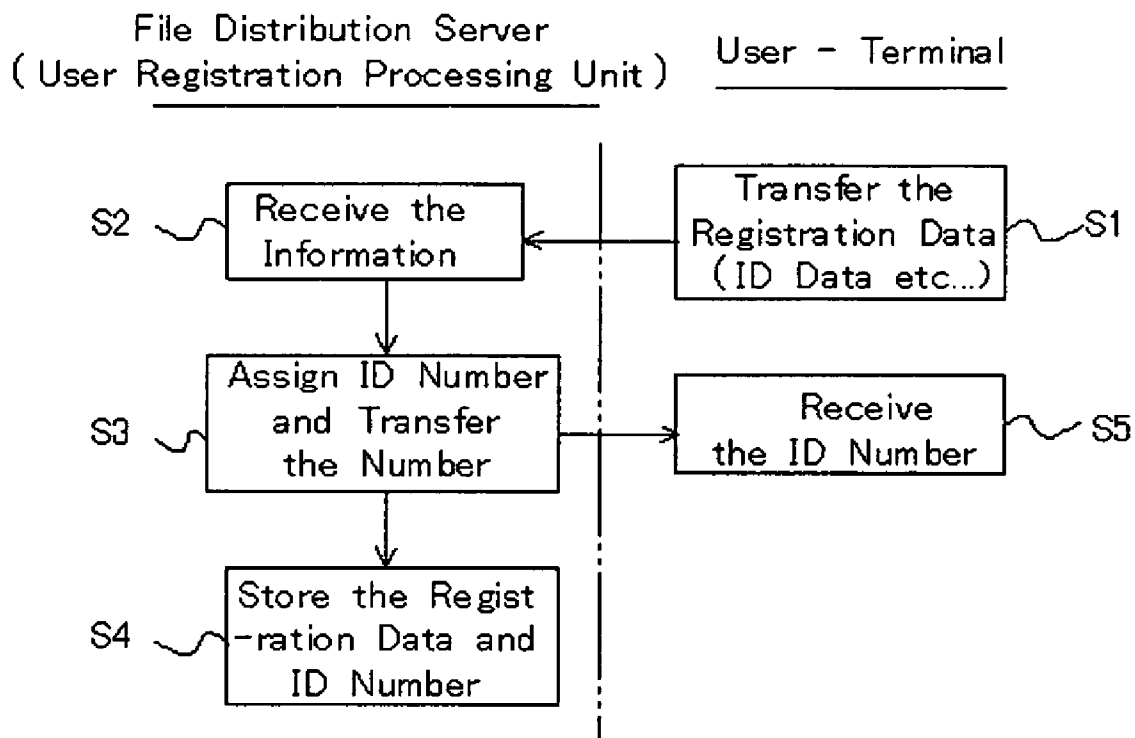 File Distribution Server
( User Registration Processing Unit )
User - Terminal
S2
Receive the
Information
Transfer the
Registration Data
(ID Data etc...)
S1
S3
Assign ID Number
and Transfer
the Number
Receive
the ID Number
S5
S4
Store the Regist
-ration Data and
ID Number